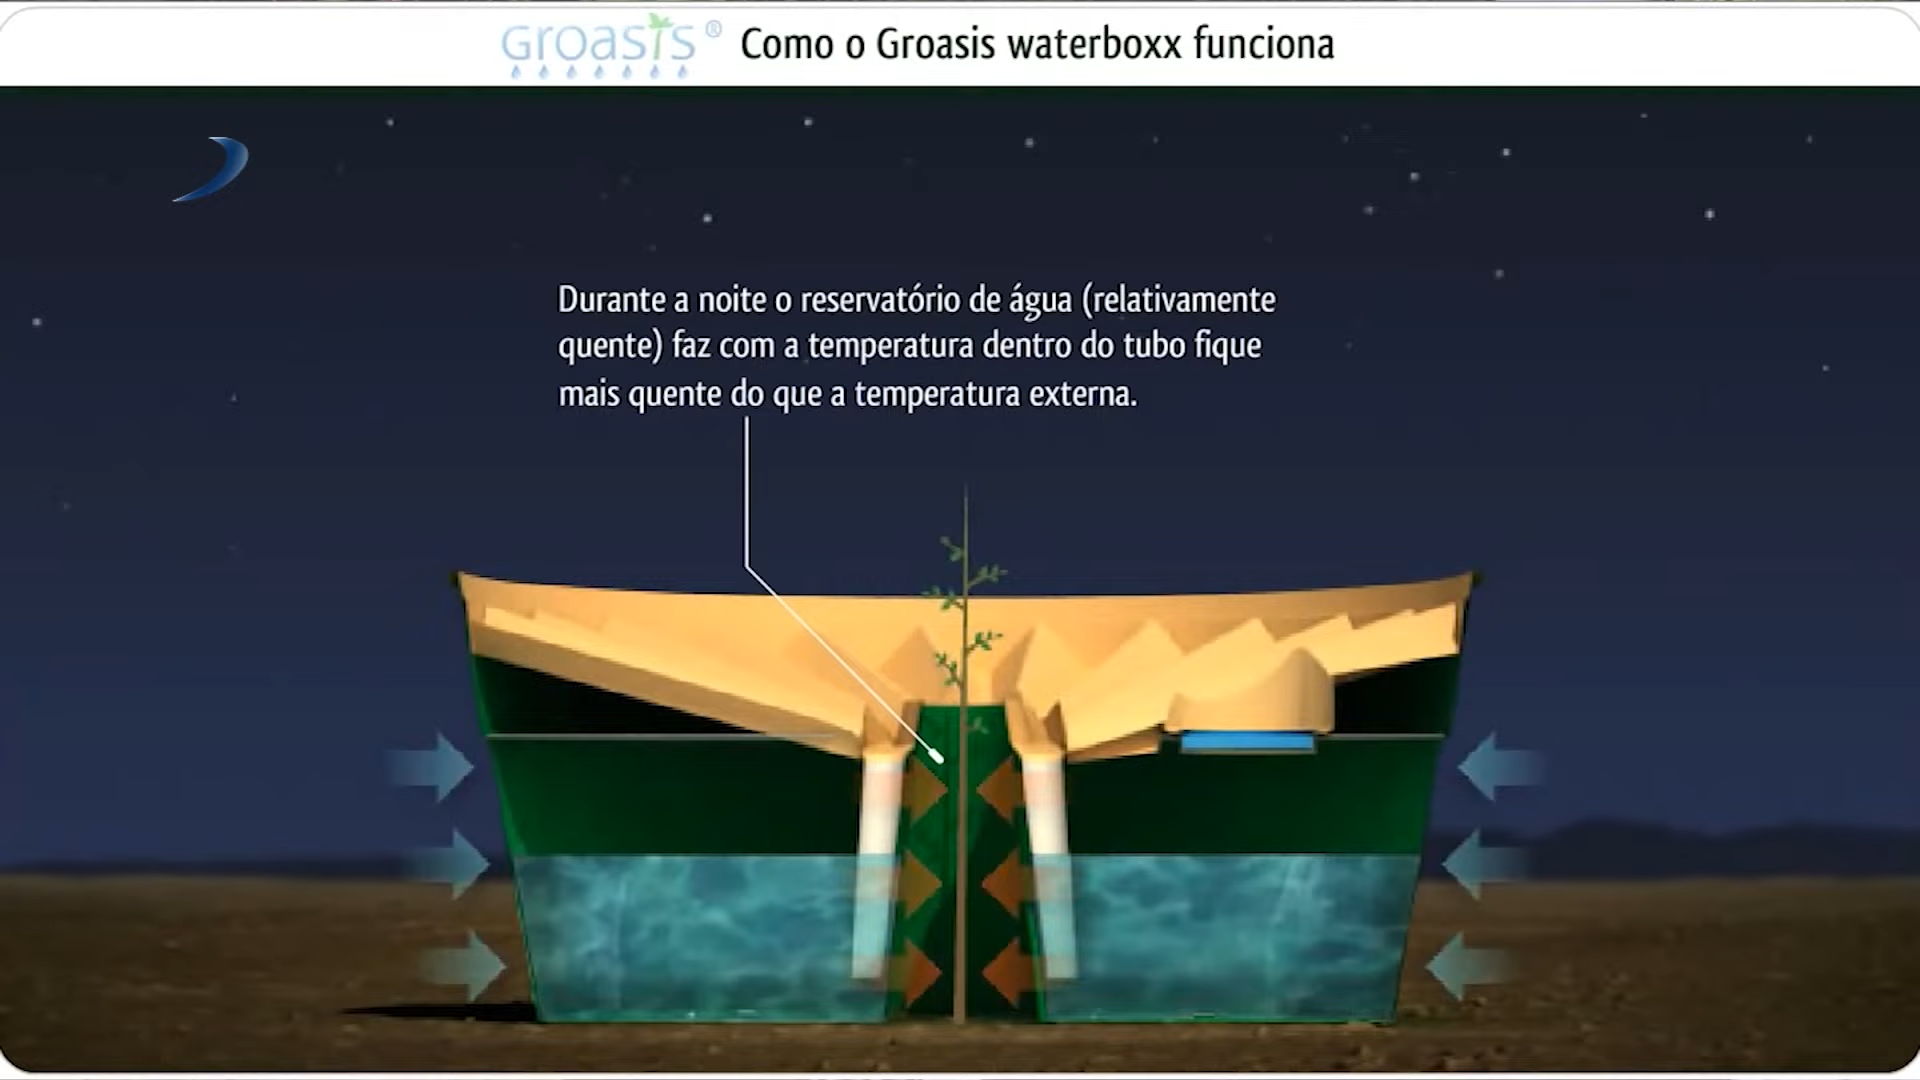 Groasis® Como o Groasis waterboxx funciona
Durante a noite o reservatório de água (relativamente
quente) faz com a temperatura dentro do tubo fique
mais quente do que a temperatura externa.